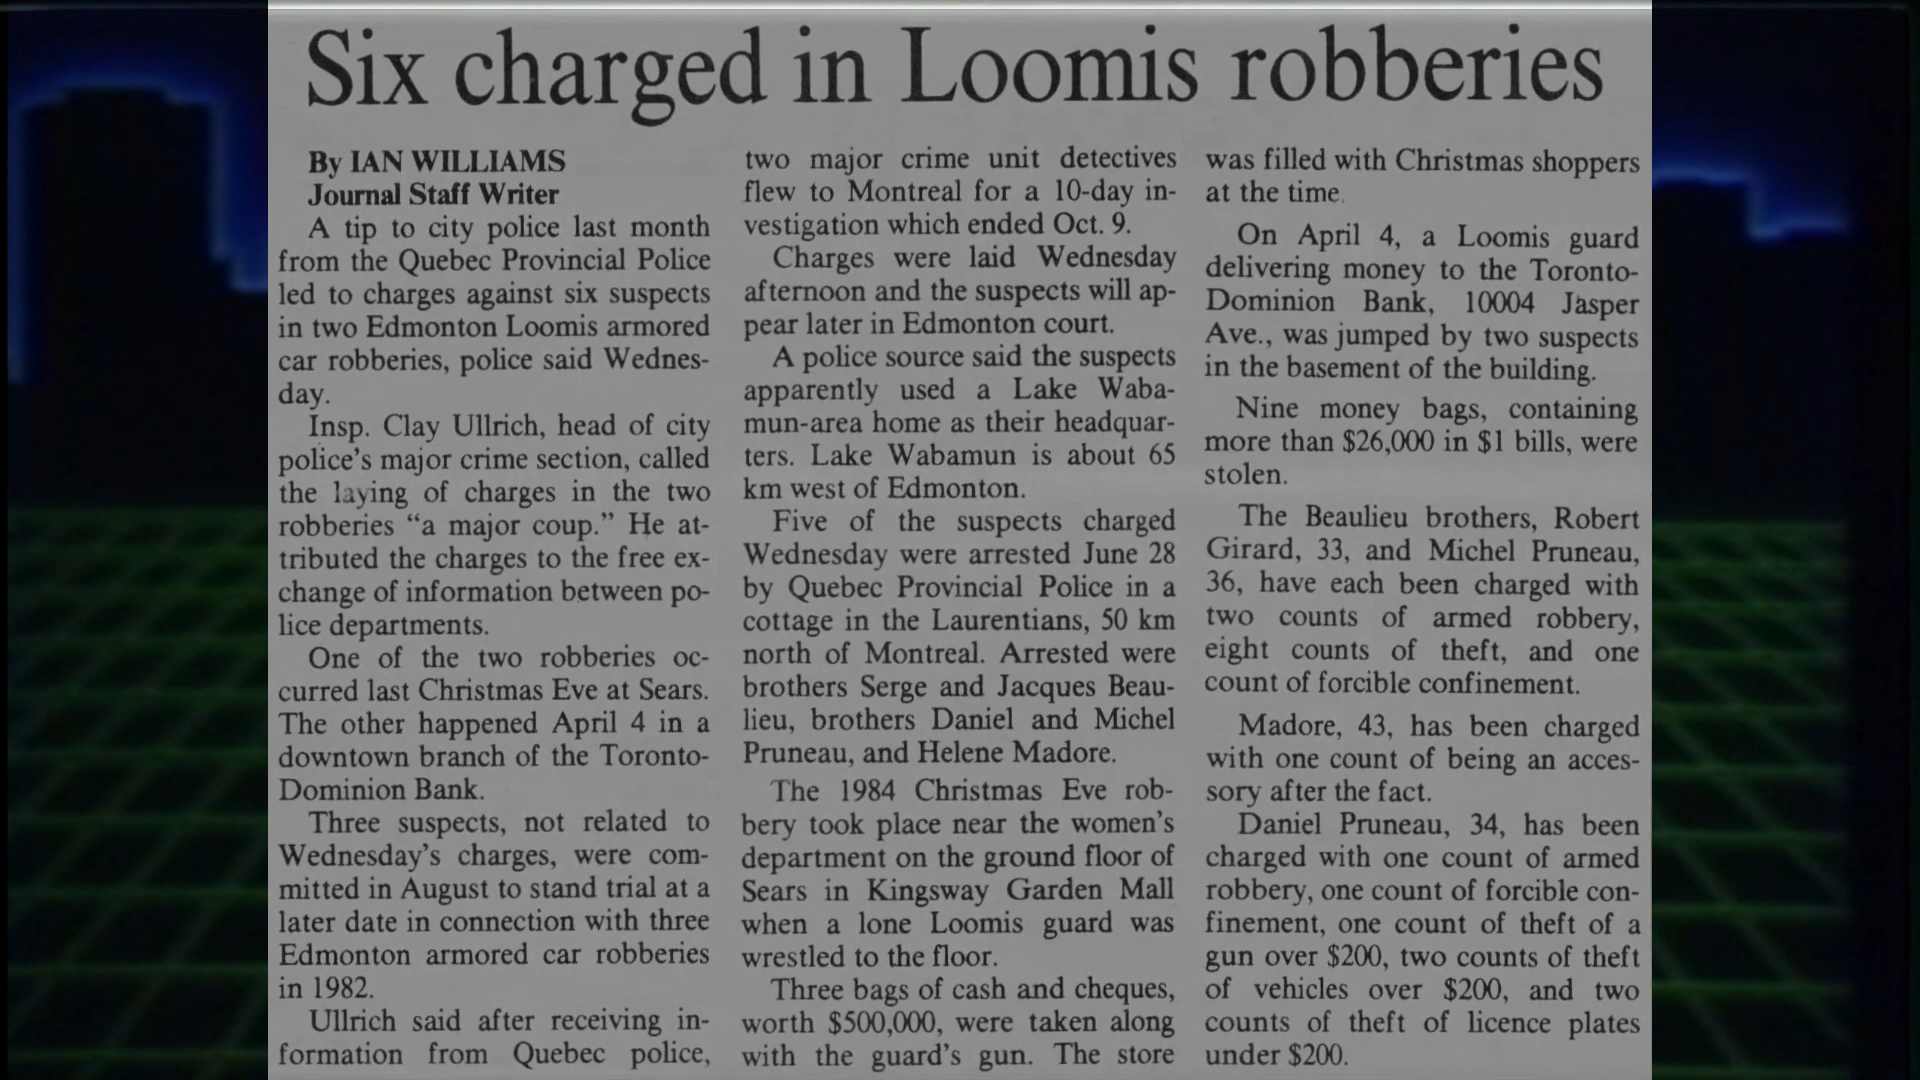 Six charged in Loomis robberies
By IAN WILLIAMS
Journal Staff Writer
A tip to city police last month
from the Quebec Provincial Police
led to charges against six suspects
in two Edmonton Loomis armored
car robberies, police said Wednes-
day.
Insp. Clay Ullrich, head of city
police's major crime section, called
the laying of charges in the two
robberies “a major coup.” He at-
tributed the charges to the free ex-
change of information between po-
lice departments.
One of the two robberies oc-
curred last Christmas Eve at Sears.
The other happened April 4 in a
downtown branch of the Toronto-
Dominion Bank.
Three suspects, not related to
Wednesday's charges, were com-
mitted in August to stand trial at a
later date in connection with three
Edmonton armored car robberies
in 1982.
Ullrich said after receiving in-
formation from Quebec police,
two major crime unit detectives
flew to Montreal for a 10-day in-
vestigation which ended Oct. 9.
Charges were laid Wednesday
afternoon and the suspects will ap-
pear later in Edmonton court.
A police source said the suspects
apparently used a Lake Waba-
mun-area home as their headquar-
ters. Lake Wabamun is about 65
km west of Edmonton.
Five of the suspects charged
Wednesday were arrested June 28
by Quebec Provincial Police in a
cottage in the Laurentians, 50 km
north of Montreal. Arrested were
brothers Serge and Jacques Beau-
lieu, brothers Daniel and Michel
Pruneau, and Helene Madore.
The 1984 Christmas Eve rob-
bery took place near the women's
department on the ground floor of
Sears in Kingsway Garden Mall
when a lone Loomis guard was
wrestled to the floor.
Three bags of cash and cheques,
worth $500,000, were taken along
with the guard's gun. The store
was filled with Christmas shoppers
at the time.
On April 4, a Loomis guard
delivering money to the Toronto-
Dominion Bank, 10004 Jasper
Ave., was jumped by two suspects
in the basement of the building.
Nine money bags, containing
more than $26,000 in $1 bills, were
stolen.
The Beaulieu brothers, Robert
Girard, 33, and Michel Pruneau,
36, have each been charged with
two counts of armed robbery,
eight counts of theft, and one
count of forcible confinement.
Madore, 43, has been charged
with one count of being an acces-
sory after the fact.
Daniel Pruneau, 34, has been
charged with one count of armed
robbery, one count of forcible con-
finement, one count of theft of a
gun over $200, two counts of theft
of vehicles over $200, and two
counts of theft of licence plates
under $200.